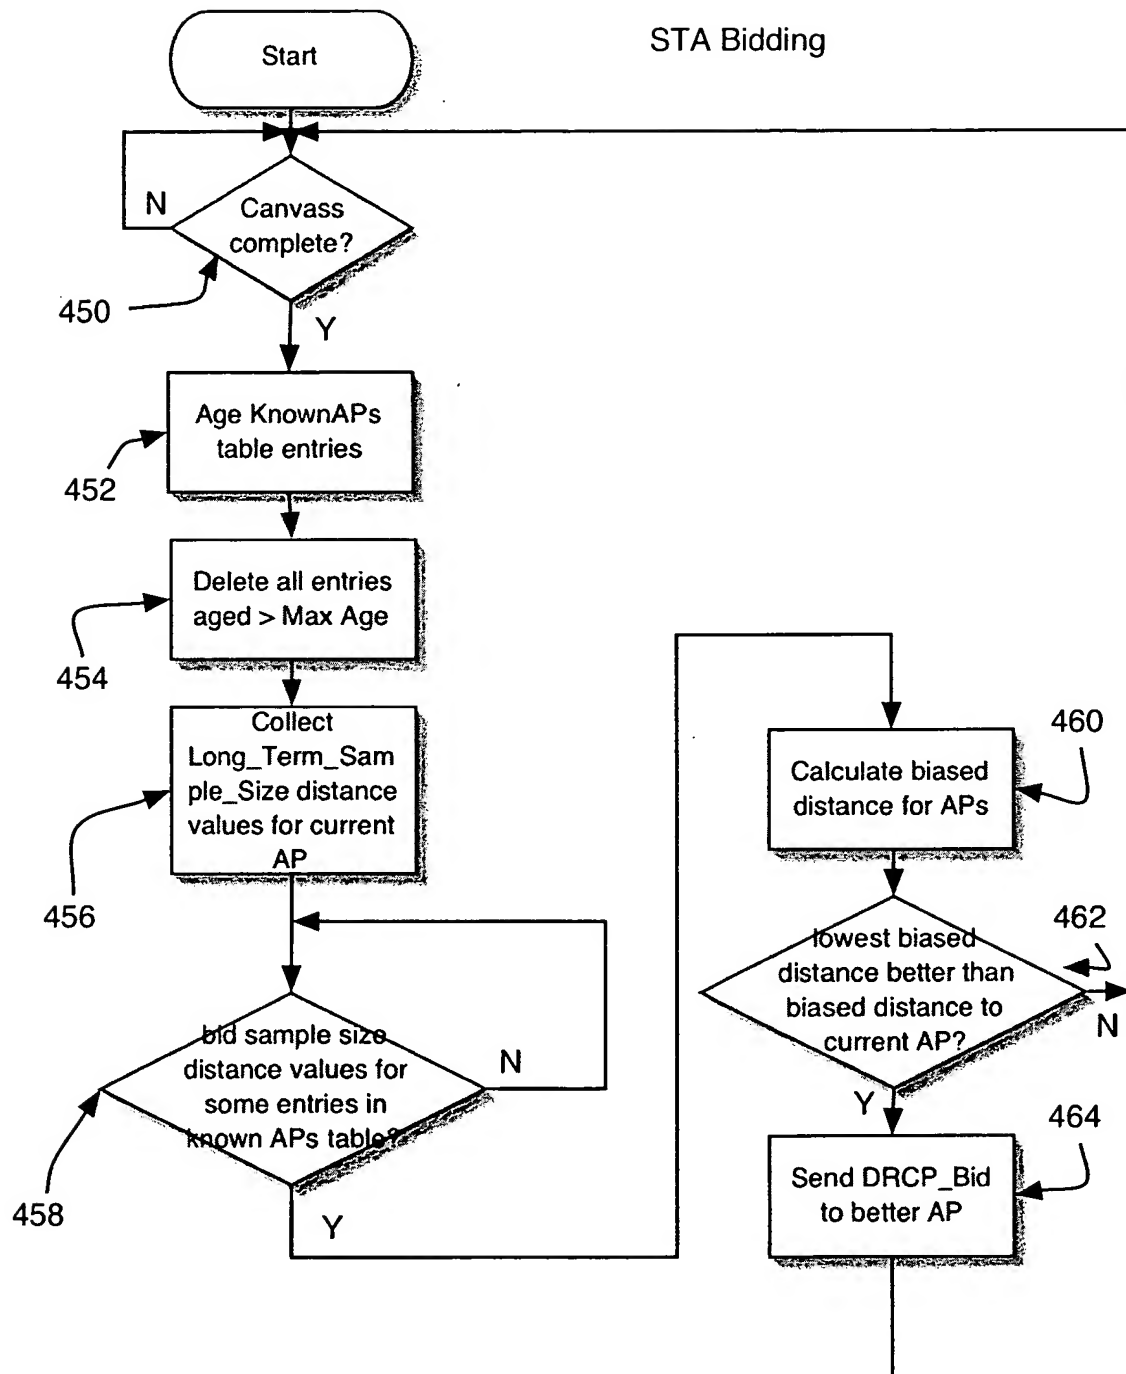 STA Bidding
Start
Canvass
complete?
N
450
Y
Age KnownAPs
table entries
452
Delete all entries
aged > Max Age
454
Collect
Long_Term_Sam
ple_Size distance
values for current
AP
456
bid sample size
distance values for
some entries in
known APs table?
N
458
Y
Calculate biased
distance for APs
460
lowest biased
distance better than
biased distance to
current AP?
462
N
Y
Send DRCP_Bid
to better AP
464